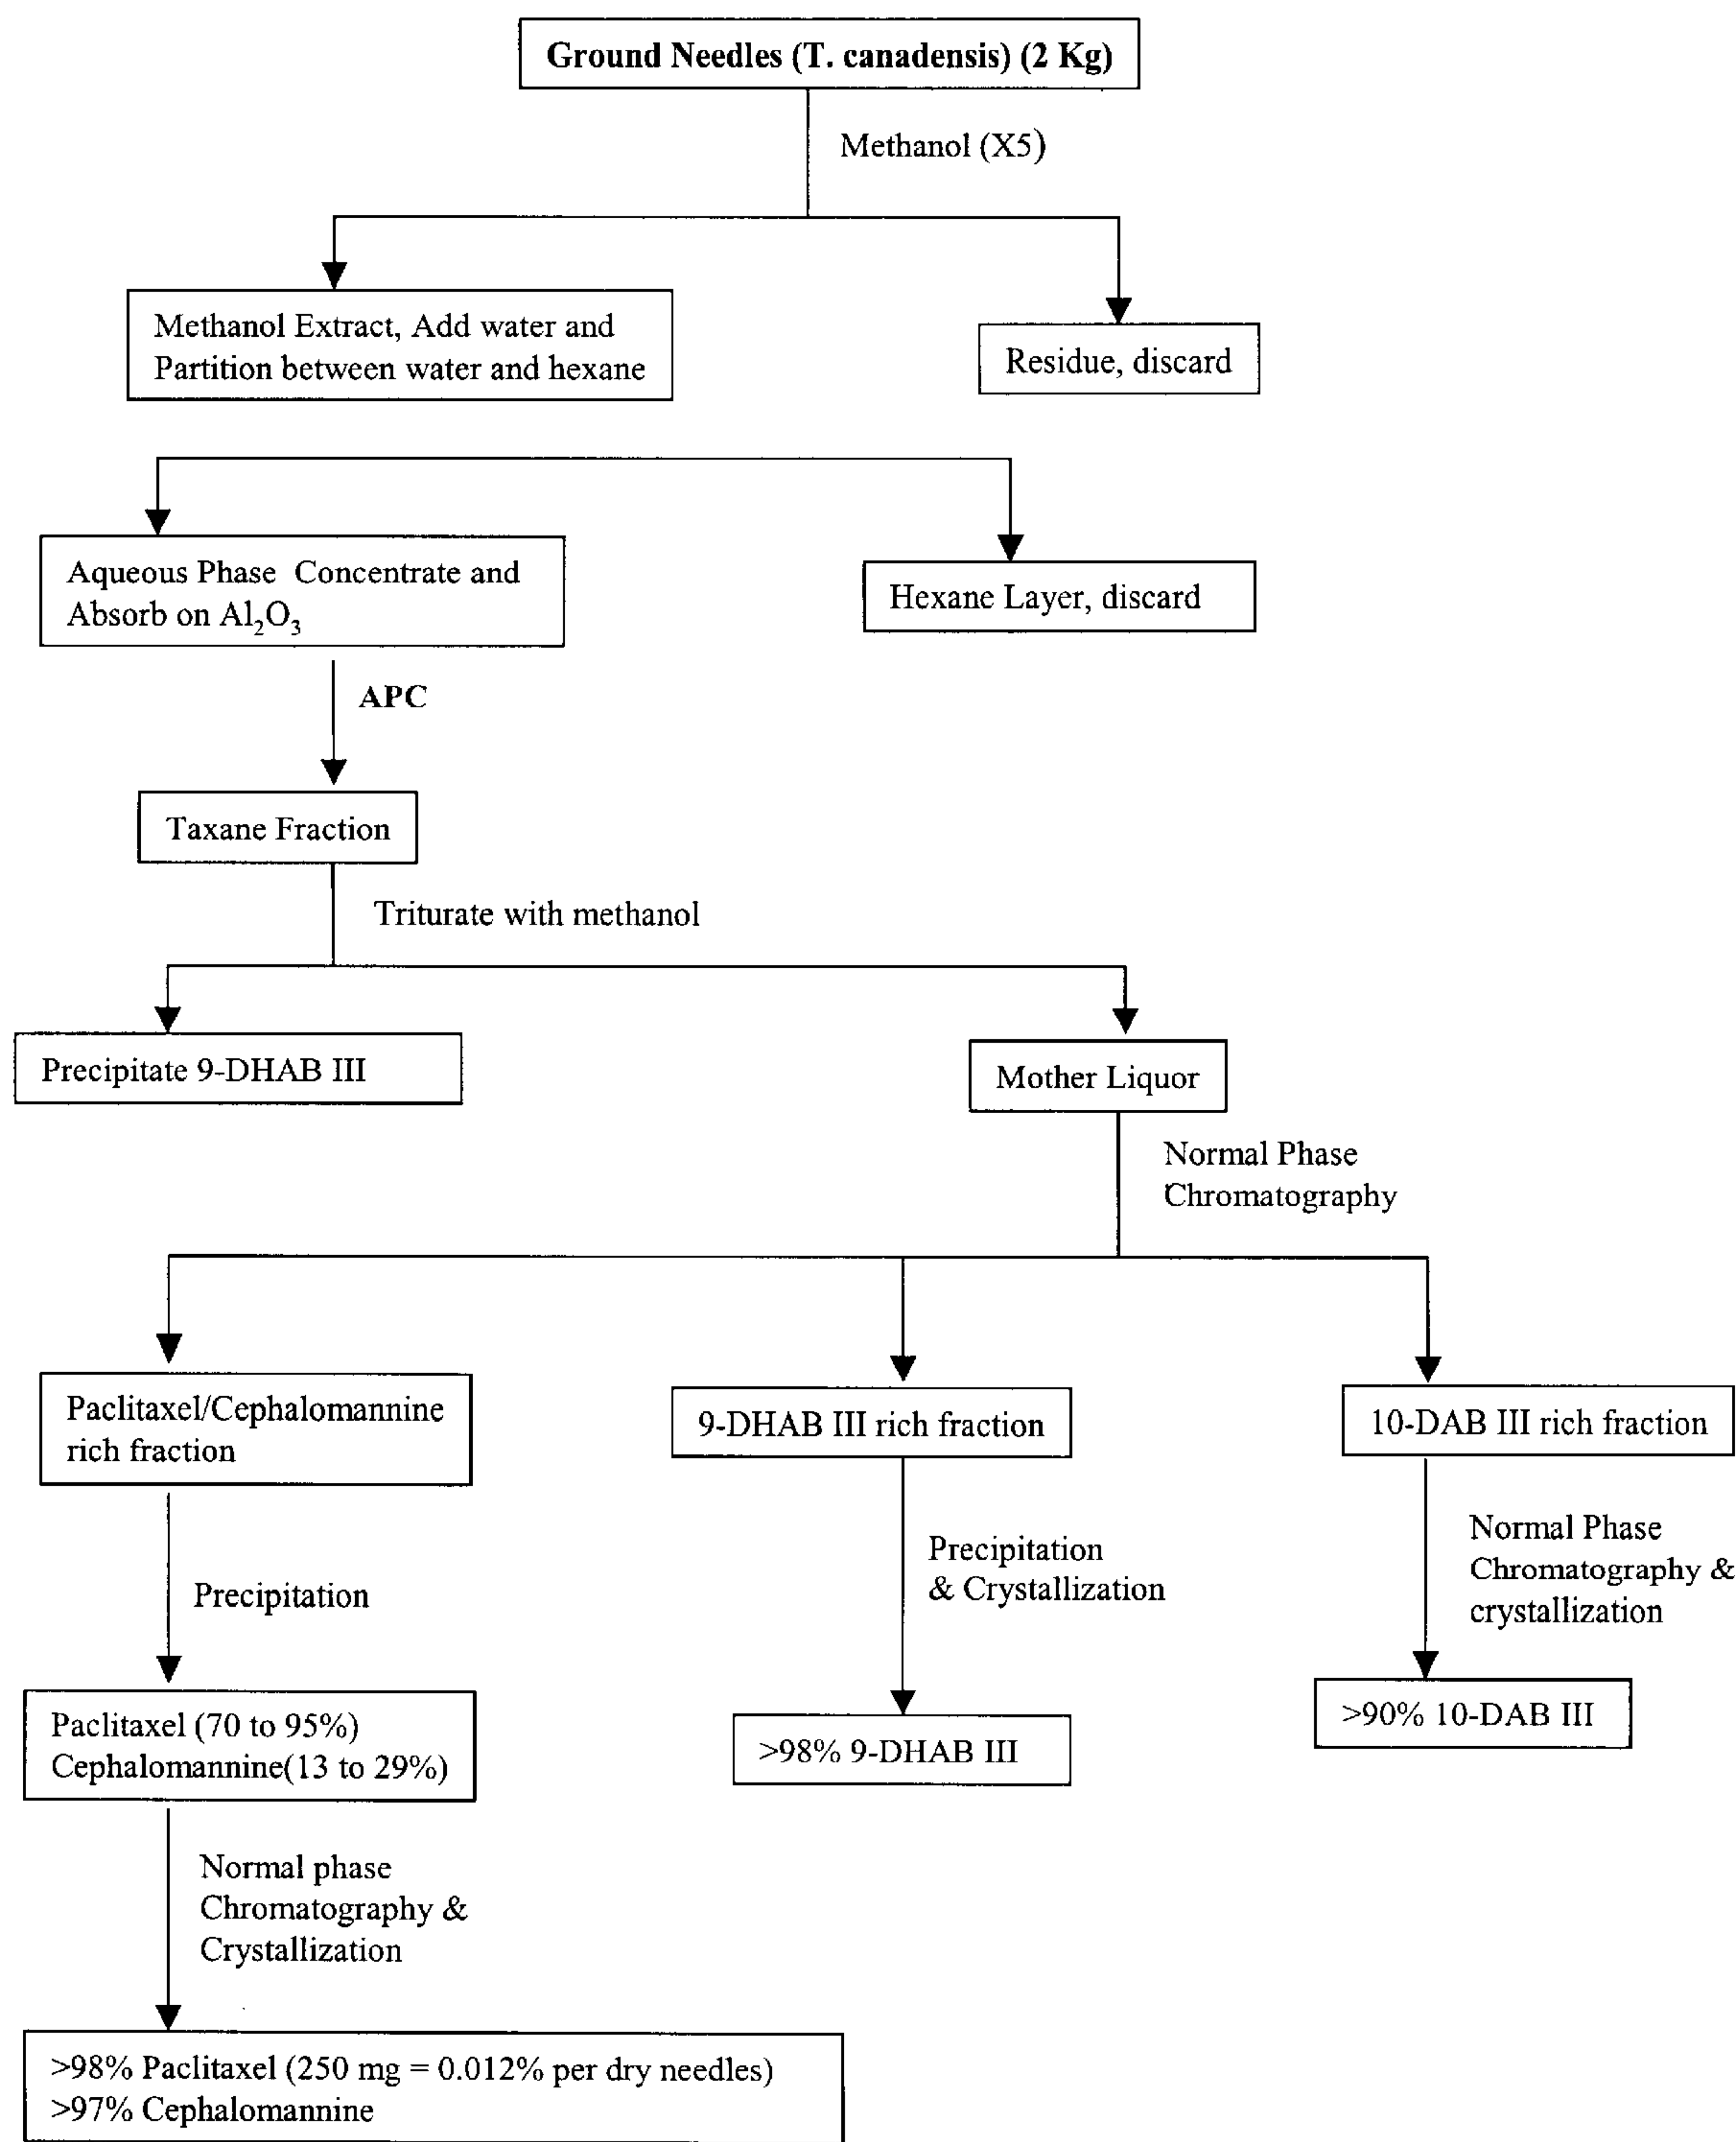 Ground Needles (T. canadensis) (2 Kg)
Methanol (X5)
Methanol Extract, Add water and
Partition between water and hexane
Residue, discard
Aqueous Phase Concentrate and
Absorb on Al₂O₃
Hexane Layer, discard
APC
Taxane Fraction
Triturate with methanol
Precipitate 9-DHAB III
Mother Liquor
Normal Phase
Chromatography
Paclitaxel/Cephalomannine
rich fraction
9-DHAB III rich fraction
10-DAB III rich fraction
Precipitation
Precipitation
& Crystallization
Normal Phase
Chromatography &
crystallization
Paclitaxel (70 to 95%)
Cephalomannine(13 to 29%)
>98% 9-DHAB III
>90% 10-DAB III
Normal phase
Chromatography &
Crystallization
>98% Paclitaxel (250 mg = 0.012% per dry needles)
>97% Cephalomannine